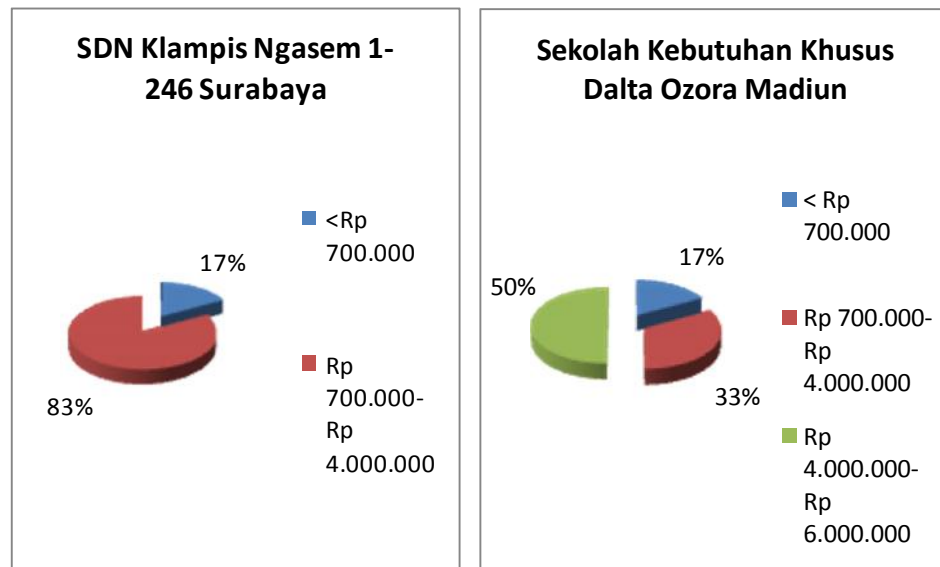 SDN Klampis Ngasem 1-
246 Surabaya
17%
83%
<Rp
700.000
Rp
700.000-
Rp
4.000.000
Sekolah Kebutuhan Khusus
Dalta Ozora Madiun
17%
50%
33%
< Rp
700.000
Rp 700.000-
Rp
4.000.000
Rp
4.000.000-
Rp
6.000.000